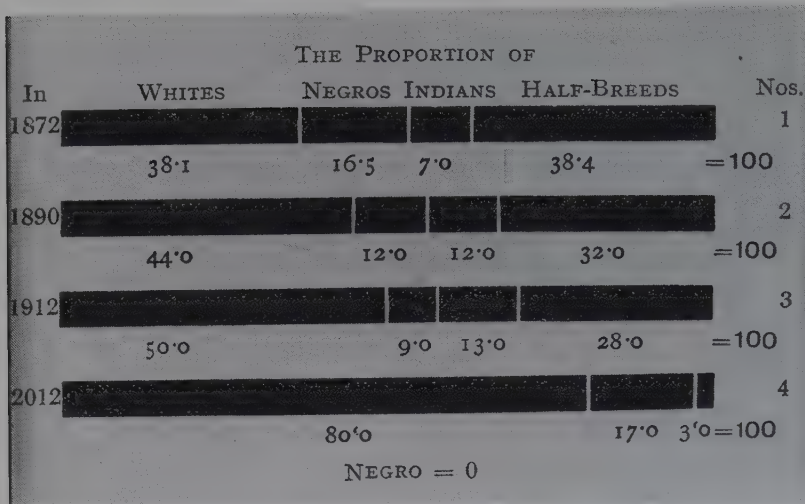 THE PROPORTION OF
In WHITES NEGROS INDIANS HALF-BREEDS Nos.
1872 1
38·1 16·5 7·0 38·4 =100
1890 2
44·0 12·0 12·0 32·0 =100
1912 3
50·0 9·0 13·0 28·0 =100
2012 4
80·0 17·0 3·0 =100
NEGRO = 0